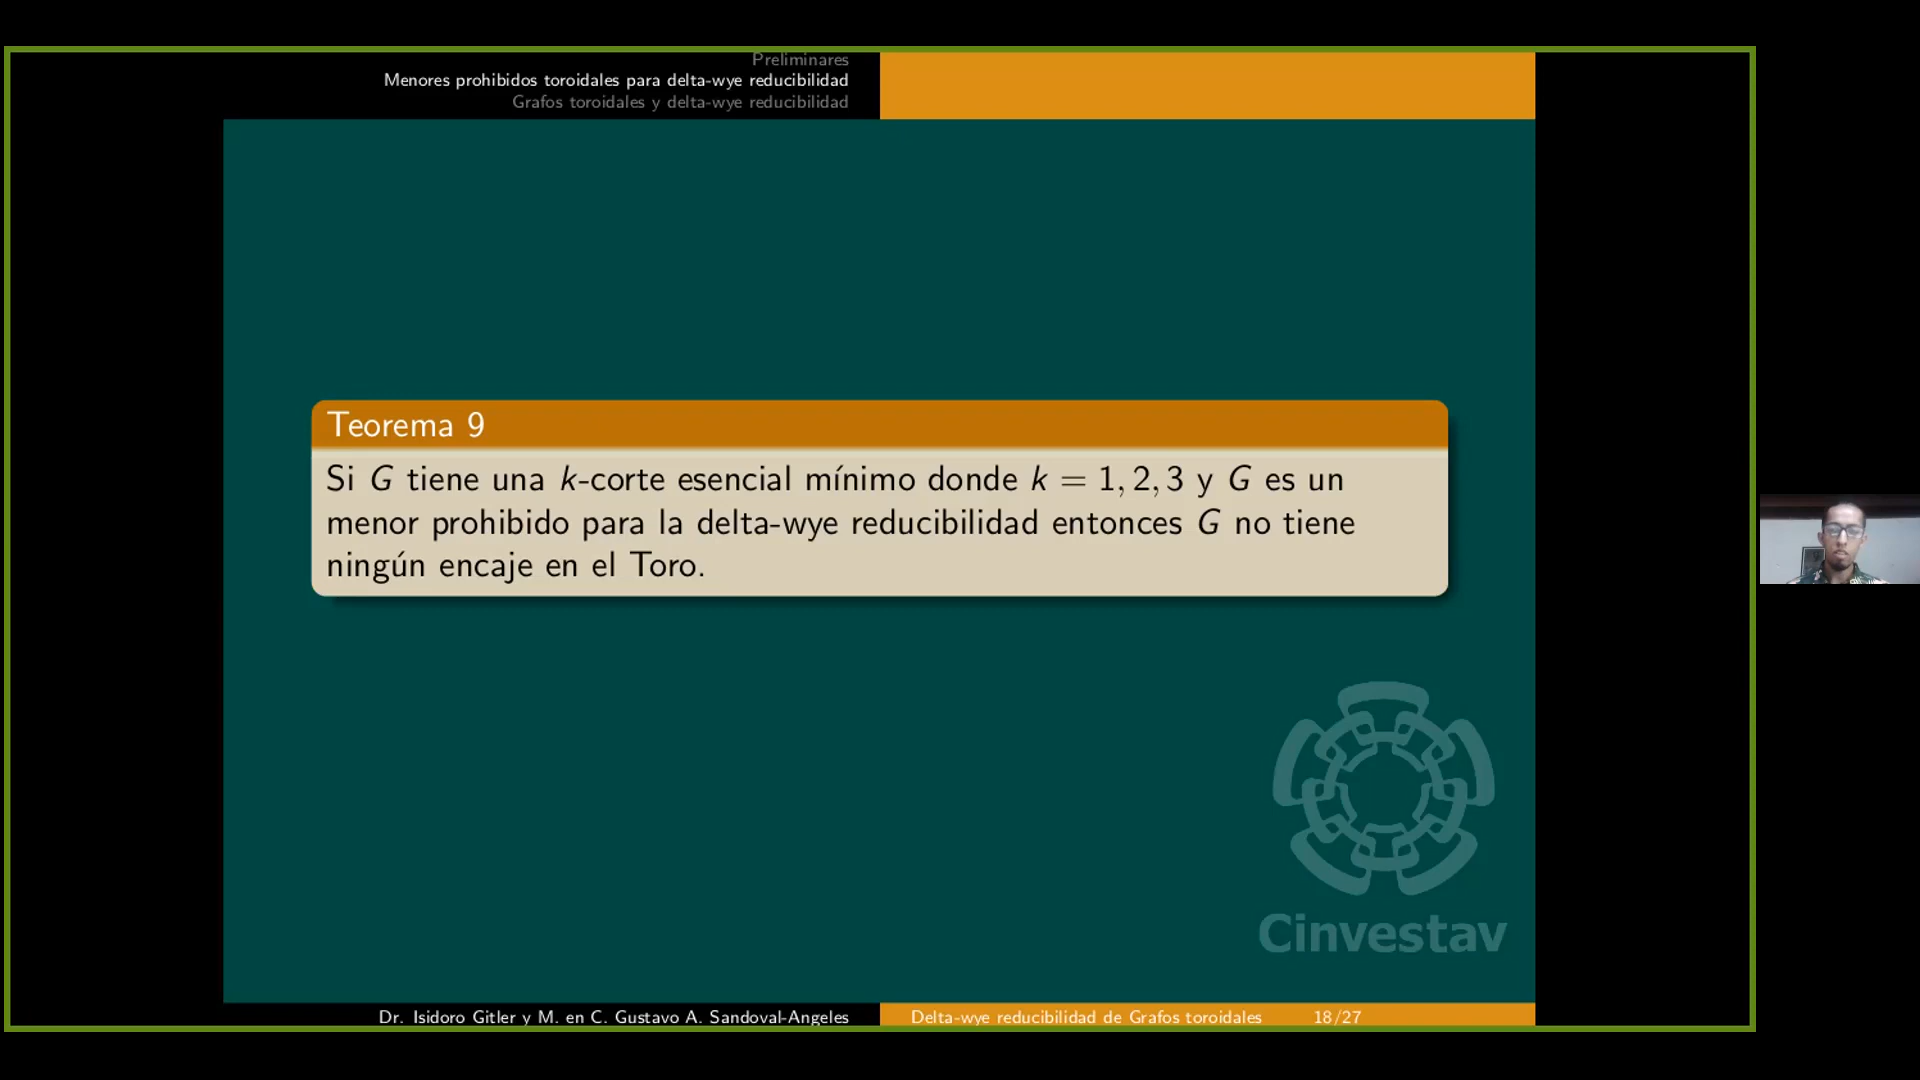 Preliminares
Menores prohibidos toroidales para delta-wye reducibilidad
Grafos toroidales y delta-wye reducibilidad
Teorema 9
Si G tiene una k-corte esencial mínimo donde k = 1, 2, 3 y G es un
menor prohibido para la delta-wye reducibilidad entonces G no tiene
ningún encaje en el Toro.
Cinvestav
Dr. Isidoro Gitler y M. en C. Gustavo A. Sandoval-Angeles
Delta-wye reducibilidad de Grafos toroidales 18/27